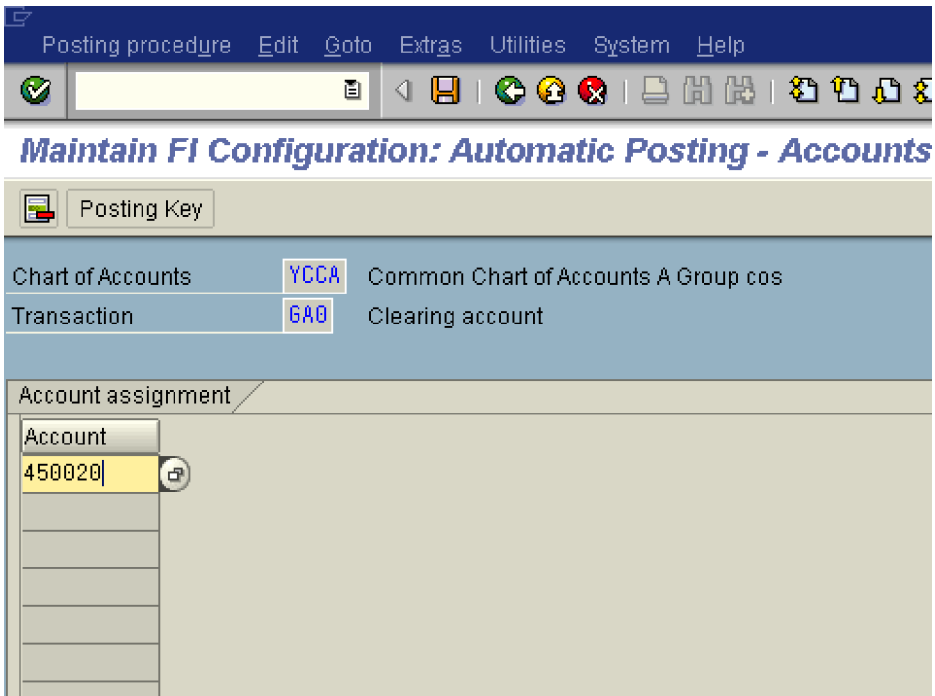 Posting procedure Edit Goto Extras Utilities System Help
Maintain FI Configuration: Automatic Posting - Accounts
Posting Key
Chart of Accounts YCCA Common Chart of Accounts A Group cos
Transaction GA0 Clearing account
Account assignment
Account
450020